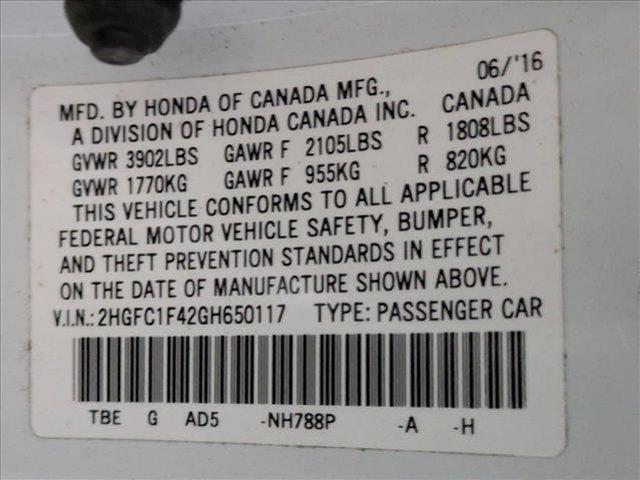 06/'16
MFD. BY HONDA OF CANADA MFG.,
A DIVISION OF HONDA CANADA INC. CANADA
GVWR 3902LBS GAWR F 2105LBS R 1808LBS
GVWR 1770KG GAWR F 955KG R 820KG
THIS VEHICLE CONFORMS TO ALL APPLICABLE
FEDERAL MOTOR VEHICLE SAFETY, BUMPER,
AND THEFT PREVENTION STANDARDS IN EFFECT
ON THE DATE OF MANUFACTURE SHOWN ABOVE.
V.I.N.: 2HGFC1F42GH650117 TYPE: PASSENGER CAR
TBE G AD5 -NH788P -A -H